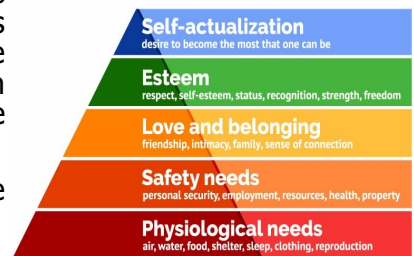 Self-actualization
desire to become the most that one can be
Esteem
respect, self-esteem, status, recognition, strength, freedom
Love and belonging
friendship, intimacy, family, sense of connection
Safety needs
personal security, employment, resources, health, property
Physiological needs
air, water, food, shelter, sleep, clothing, reproduction